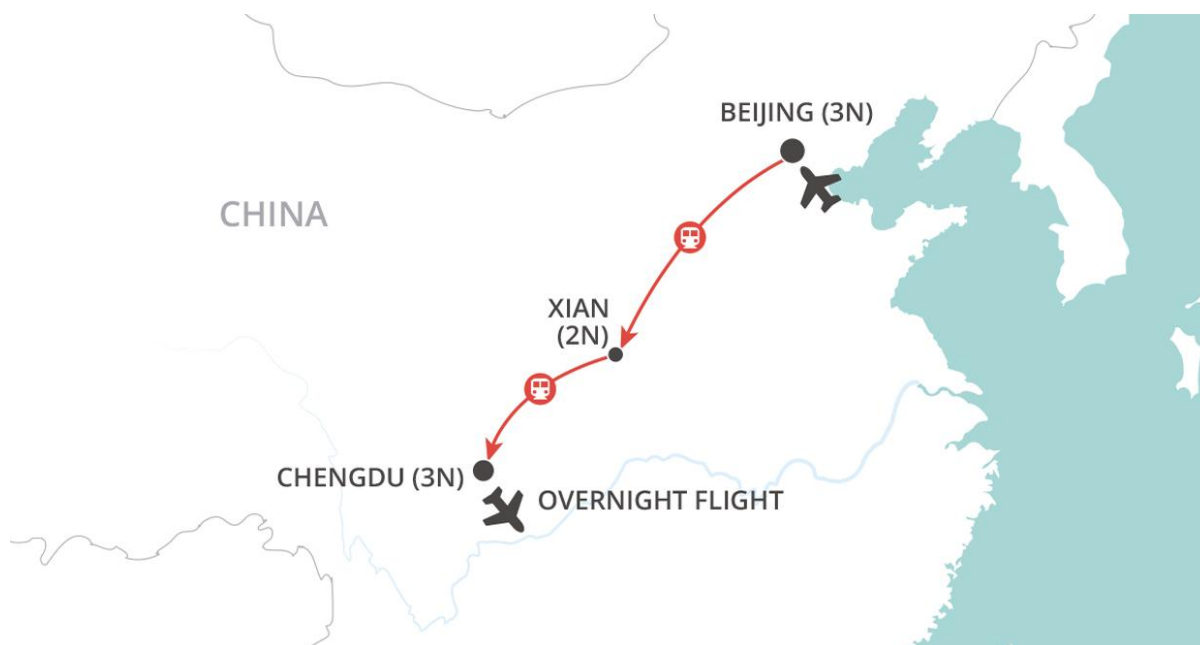 BEIJING (3N)
CHINA
XIAN
(2N)
CHENGDU (3N)
OVERNIGHT FLIGHT